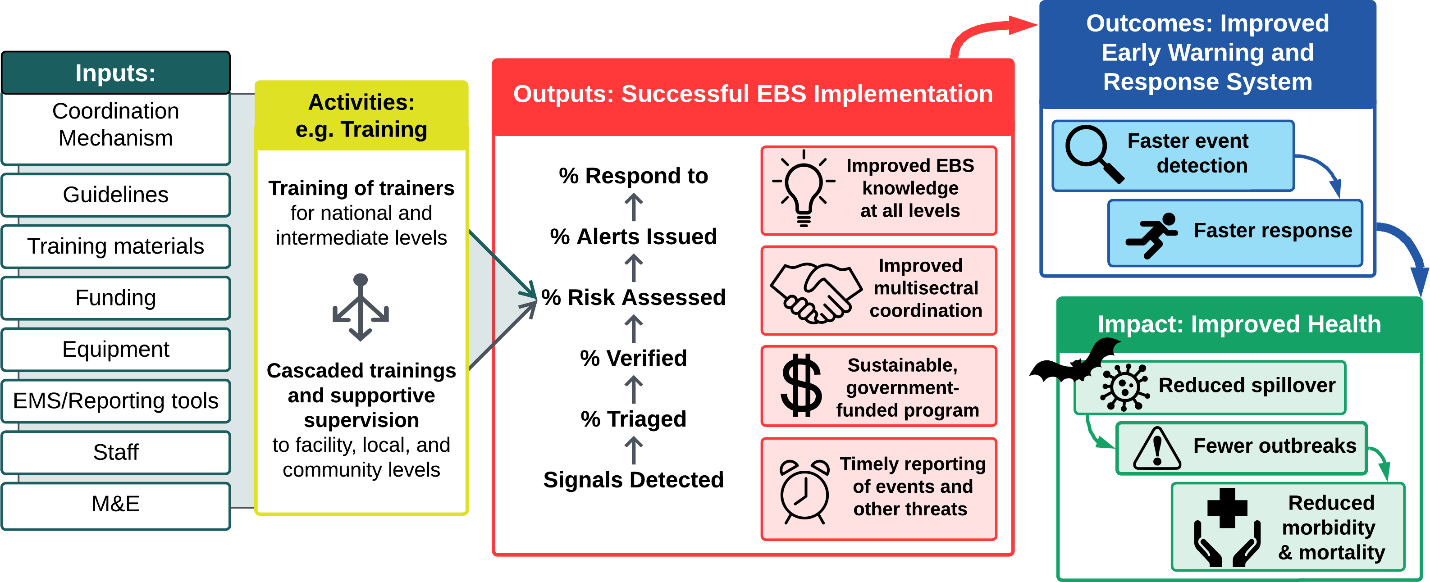 Inputs:
Coordination
Mechanism
Guidelines
Training materials
Funding
Equipment
EMS/Reporting tools
Staff
M&E
Activities:
e.g. Training
Training of trainers
for national and
intermediate levels
Cascaded trainings
and supportive
supervision
to facility, local, and
community levels
Outputs: Successful EBS Implementation
% Respond to
% Alerts Issued
% Risk Assessed
% Verified
% Triaged
Signals Detected
Improved EBS
knowledge
at all levels
Improved
multisectral
coordination
Sustainable,
government-
funded program
Timely reporting
of events and
other threats
Outcomes: Improved
Early Warning and
Response System
Faster event
detection
Faster response
Impact: Improved Health
Reduced spillover
Fewer outbreaks
Reduced
morbidity
& mortality